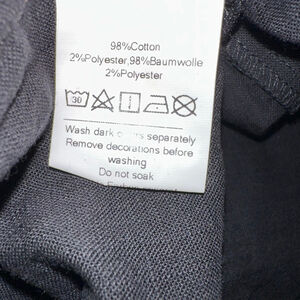 98%Cotton
2%Polyester,98%Baumwolle
2%Polyester
30
Wash dark separately
Remove decorations before
washing
Do not soak